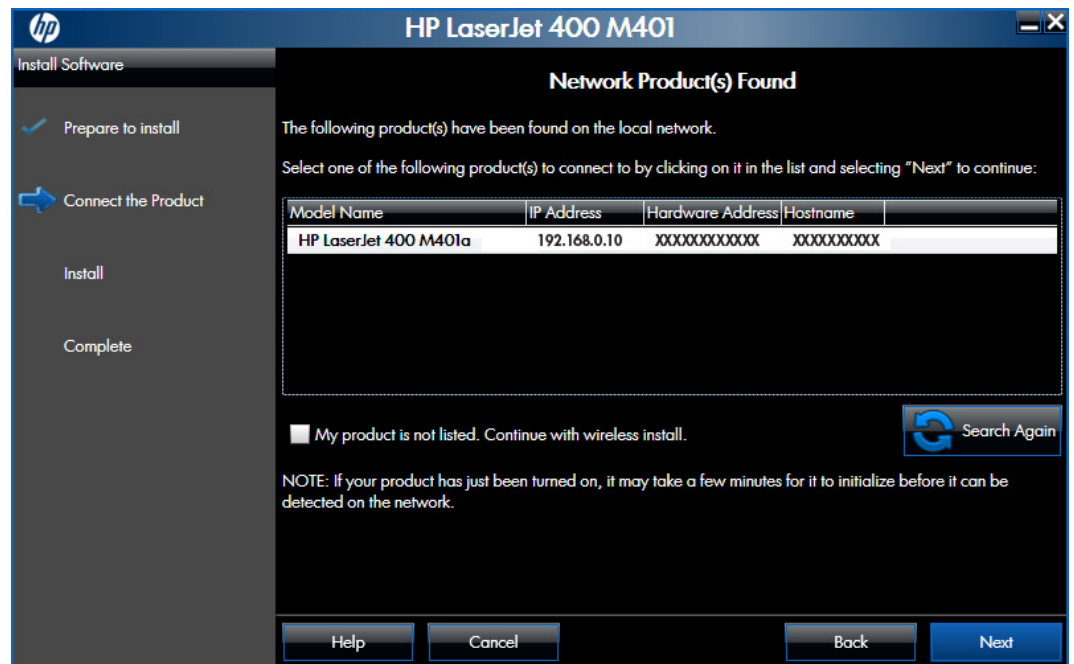 hp
HP LaserJet 400 M401
Install Software
Prepare to install
Connect the Product
Install
Complete
Network Product(s) Found
The following product(s) have been found on the local network.
Select one of the following product(s) to connect to by clicking on it in the list and selecting "Next" to continue:
Model Name IP Address Hardware Address Hostname
HP LaserJet 400 M401a 192.168.0.10 XXXXXXXXXXXX XXXXXXXXXX
My product is not listed. Continue with wireless install.
Search Again
NOTE: If your product has just been turned on, it may take a few minutes for it to initialize before it can be
detected on the network.
Help Cancel Back Next